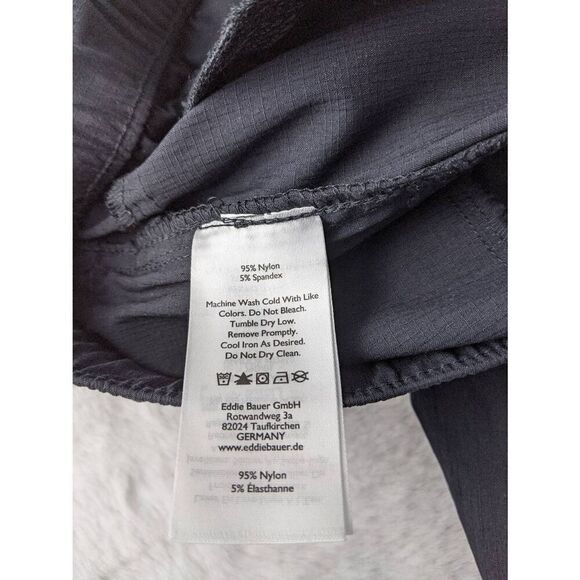 95% Nylon
5% Spandex
Machine Wash Cold With Like
Colors. Do Not Bleach.
Tumble Dry Low.
Remove Promptly.
Cool Iron As Desired.
Do Not Dry Clean.
Eddie Bauer GmbH
Rotwandweg 3a
82024 Taufkirchen
GERMANY
www.eddiebauer.de
95% Nylon
5% Élasthanne